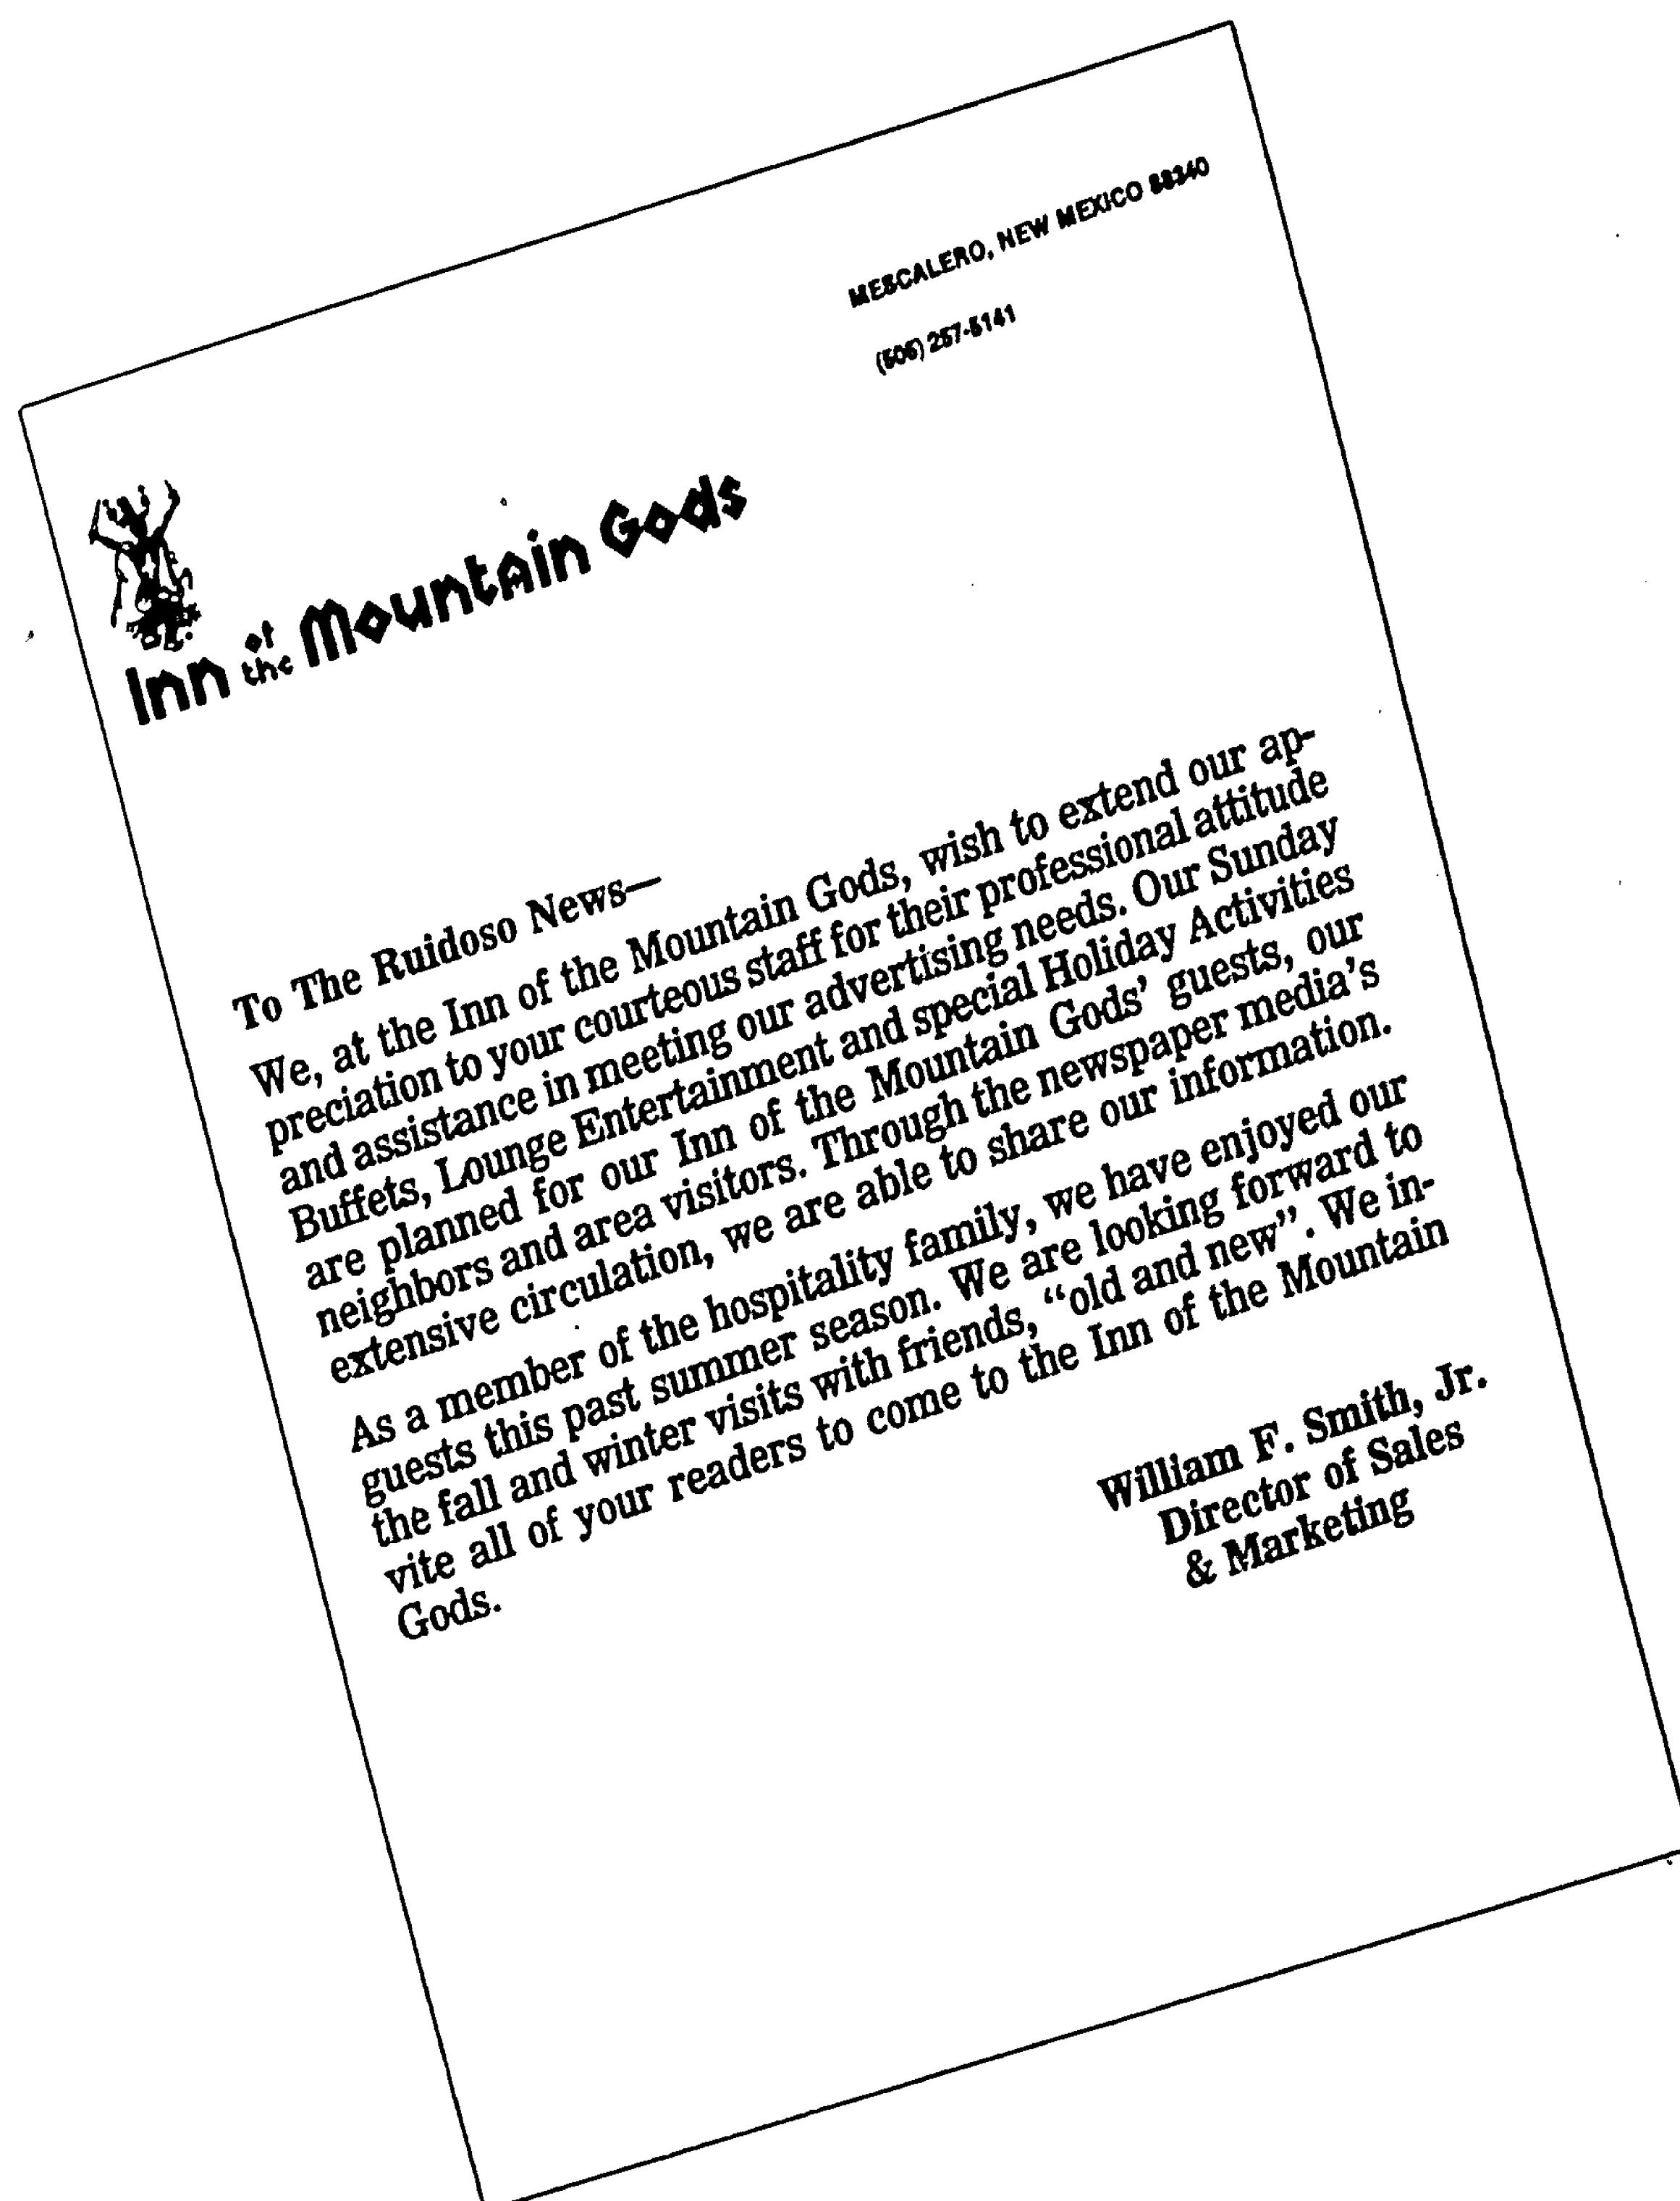 MESCALERO, NEW MEXICO 88340
(505) 257-5141
Inn of the Mountain Gods
To The Ruidoso News—
We, at the Inn of the Mountain Gods, wish to extend our ap-
preciation to your courteous staff for their professional attitude
and assistance in meeting our advertising needs. Our Sunday
Buffets, Lounge Entertainment and special Holiday Activities
are planned for our Inn of the Mountain Gods' guests, our
neighbors and area visitors. Through the newspaper media's
extensive circulation, we are able to share our information.
As a member of the hospitality family, we have enjoyed our
guests this past summer season. We are looking forward to
the fall and winter visits with friends, “old and new”. We in-
vite all of your readers to come to the Inn of the Mountain
Gods.
William F. Smith, Jr.
Director of Sales
& Marketing